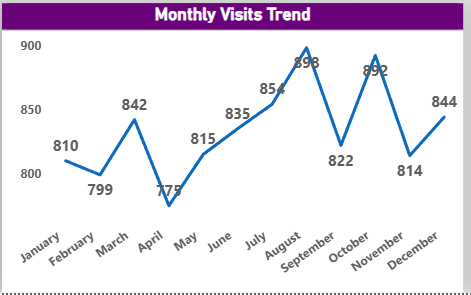 Monthly Visits Trend
900
850
800
810
799
842
775
815
835
854
898
822
892
814
844
January
February
March
April
May
June
July
August
September
October
November
December